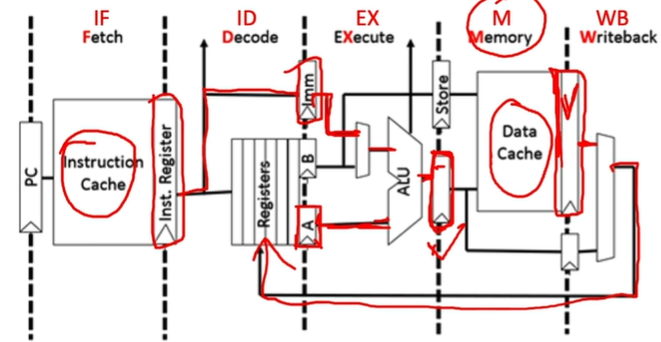 IF
Fetch
ID
Decode
EX
EXecute
M
Memory
WB
Writeback
PC
Instruction
Cache
Inst. Register
Registers
Imm
B
A
ALU
Store
Data
Cache